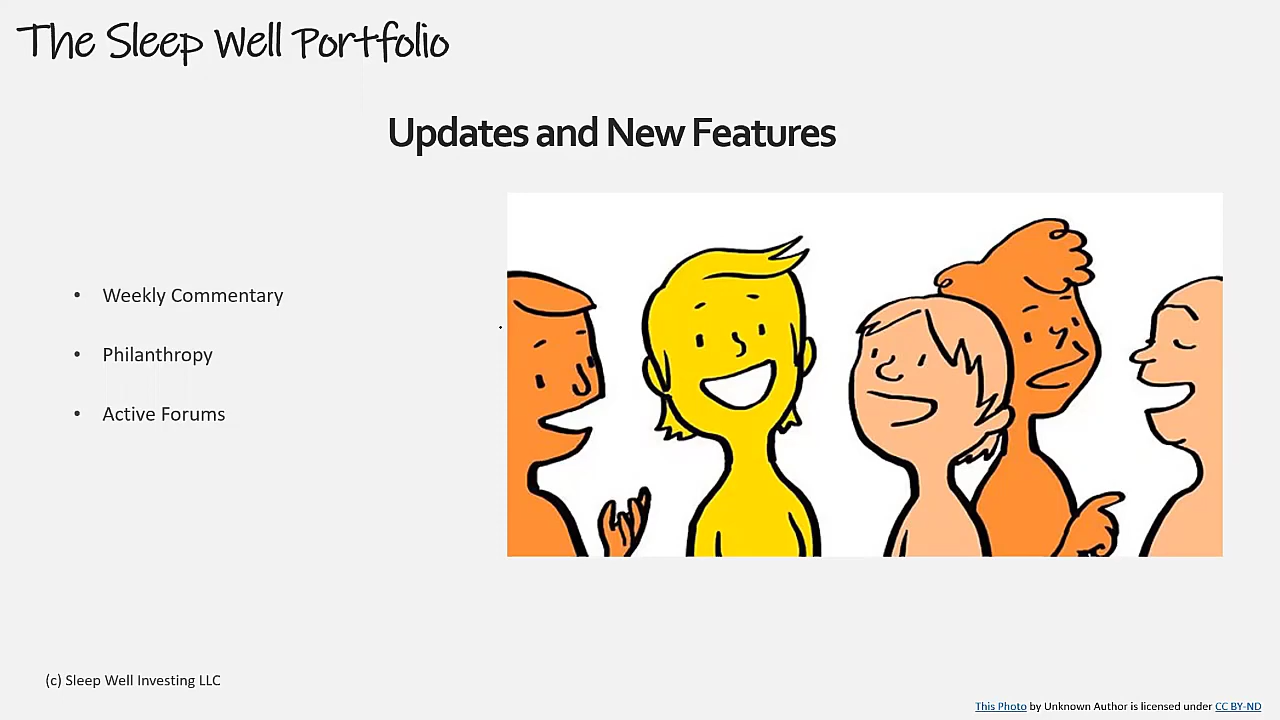 The Sleep Well Portfolio
Updates and New Features
• Weekly Commentary
• Philanthropy
• Active Forums
(c) Sleep Well Investing LLC
This Photo by Unknown Author is licensed under CC BY-ND